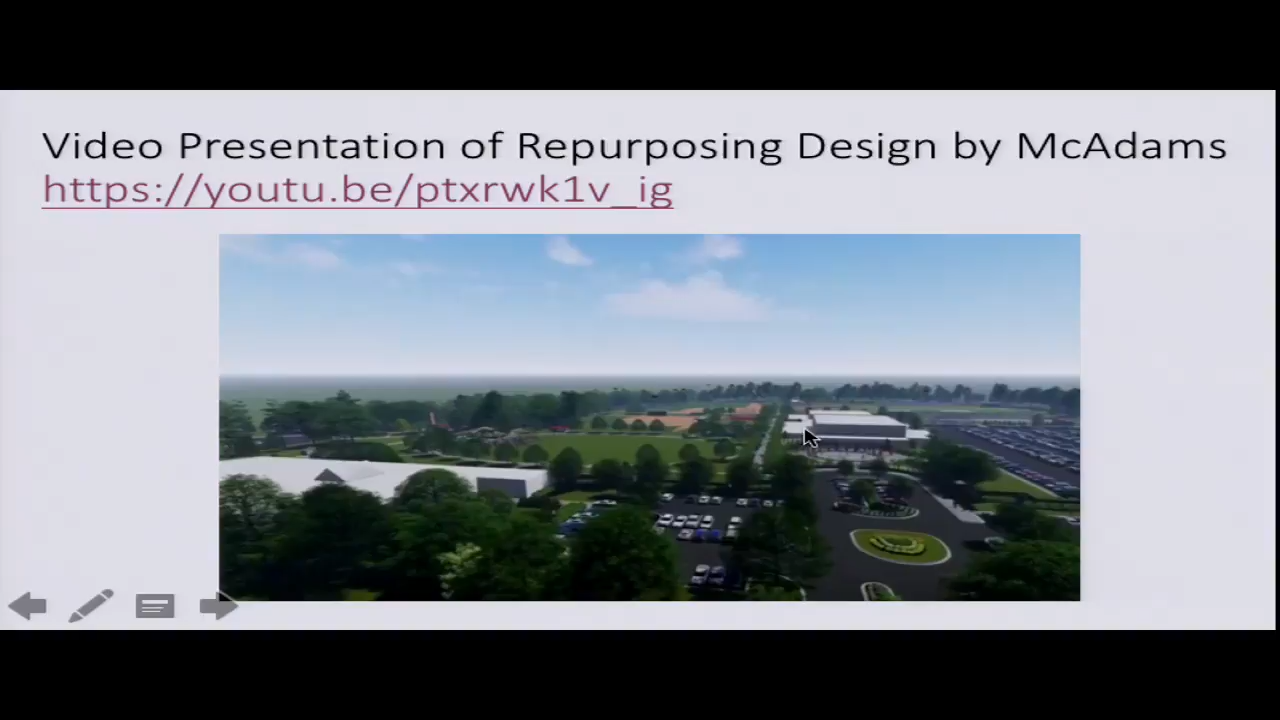 Video Presentation of Repurposing Design by McAdams
https://youtu.be/ptxrwk1v_ig